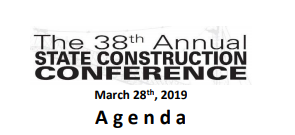 The 38th Annual
STATE CONSTRUCTION
CONFERENCE
March 28th, 2019
Agenda